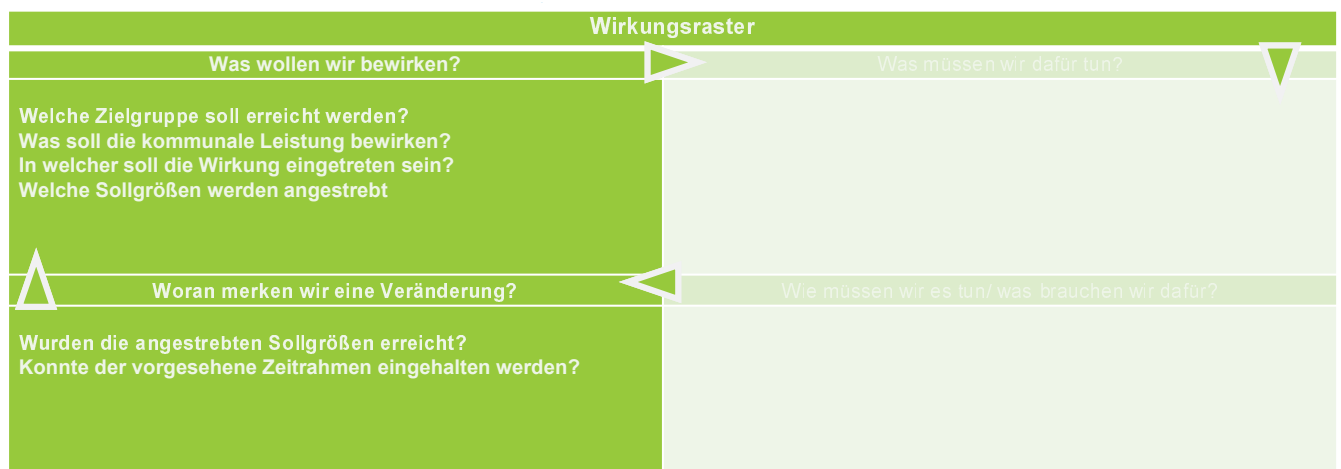 Wirkungsraster
Was wollen wir bewirken?
Was müssen wir dafür tun?
Welche Zielgruppe soll erreicht werden?
Was soll die kommunale Leistung bewirken?
In welcher soll die Wirkung eingetreten sein?
Welche Sollgrößen werden angestrebt
Woran merken wir eine Veränderung?
Wie müssen wir es tun/ was brauchen wir dafür?
Wurden die angestrebten Sollgrößen erreicht?
Konnte der vorgesehene Zeitrahmen eingehalten werden?